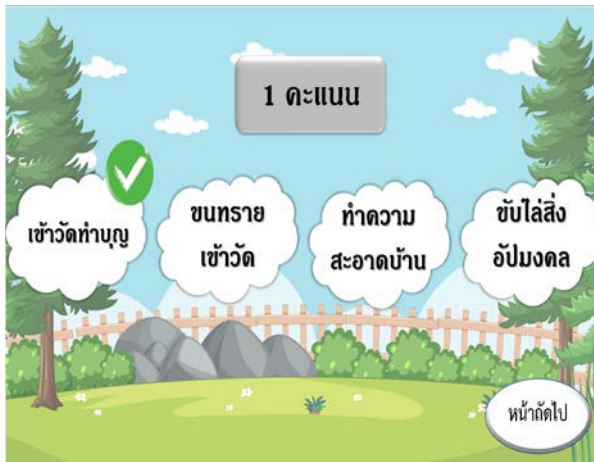 1 คะแนน
เข้าวัดทำบุญ
ขนทราย
เข้าวัด
ทำความ
สะอาดบ้าน
ขับไล่สิ่ง
อัปมงคล
หน้าถัดไป